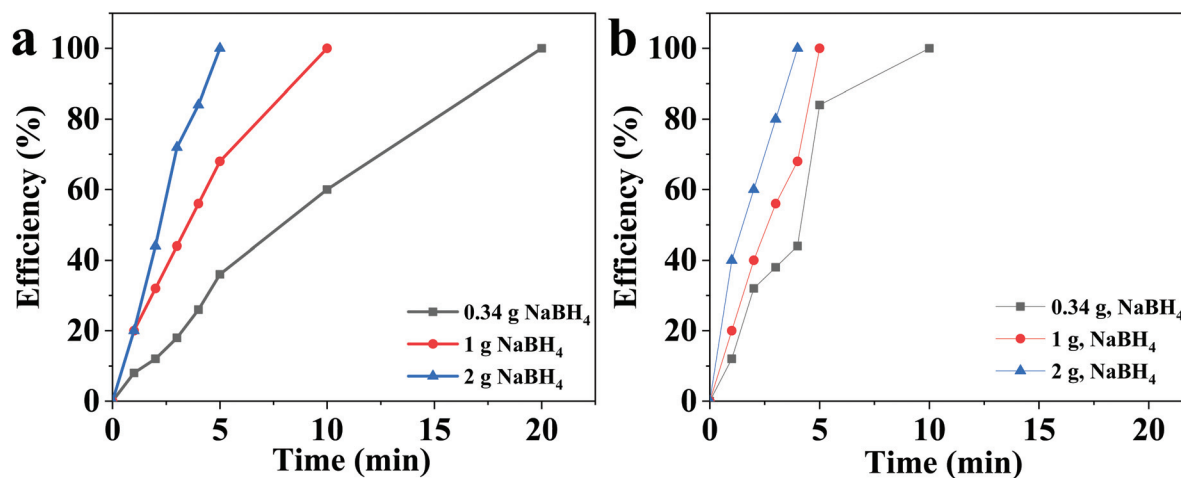 a
100
80
60
40
20
0
Efficiency (%)
0.34 g NaBH₄
1 g NaBH₄
2 g NaBH₄
0 5 10 15 20
Time (min)
b
100
80
60
40
20
0
Efficiency (%)
0.34 g, NaBH₄
1 g, NaBH₄
2 g, NaBH₄
0 5 10 15 20
Time (min)